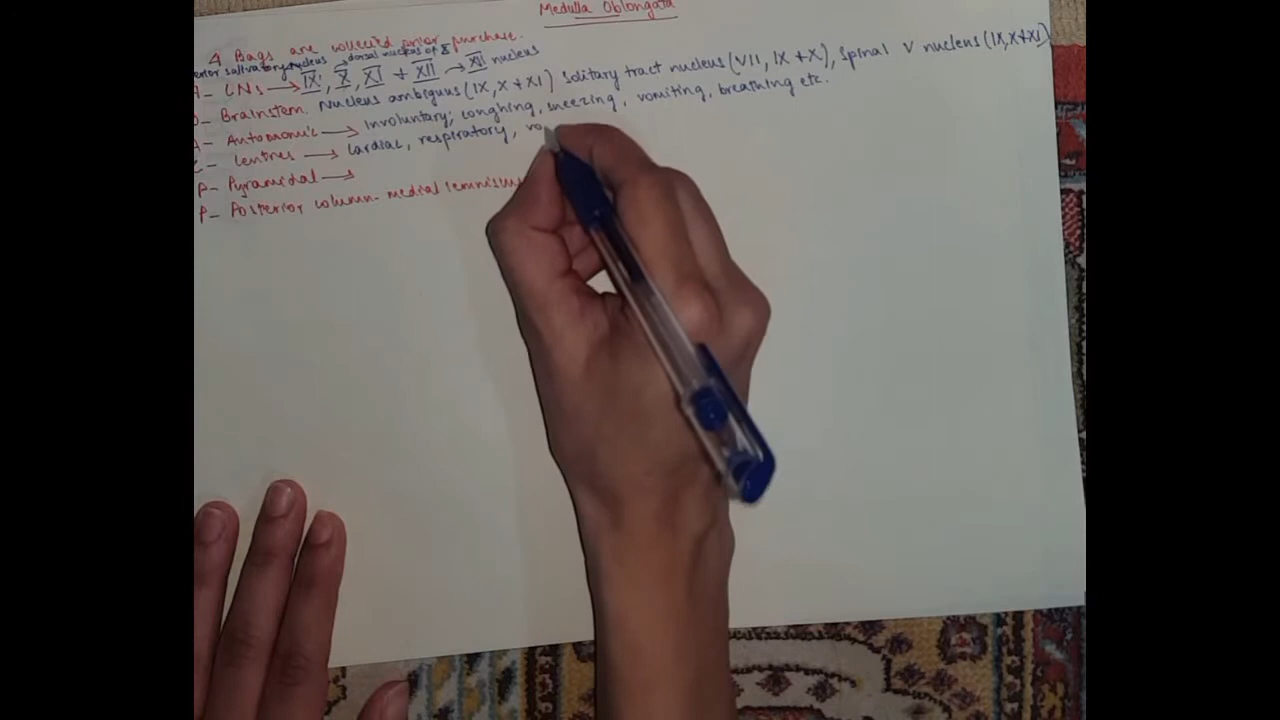 Medulla Oblongata
4 Bags are collected prior purchase.
nucleus dorsal nucleus of X
CNs → IX, X, XI + XII → XII nucleus
Brainstem. Nucleus ambiguus (IX, X + XI) Solitary tract nucleus (VII, IX + X), Spinal V nucleus (IX, X + XI)
A- Autonomic → involuntary; coughing, sneezing, vomiting, breathing etc.
C- Centres → Cardiac, respiratory, vo
P- Pyramidal →
P- Posterior column- medial